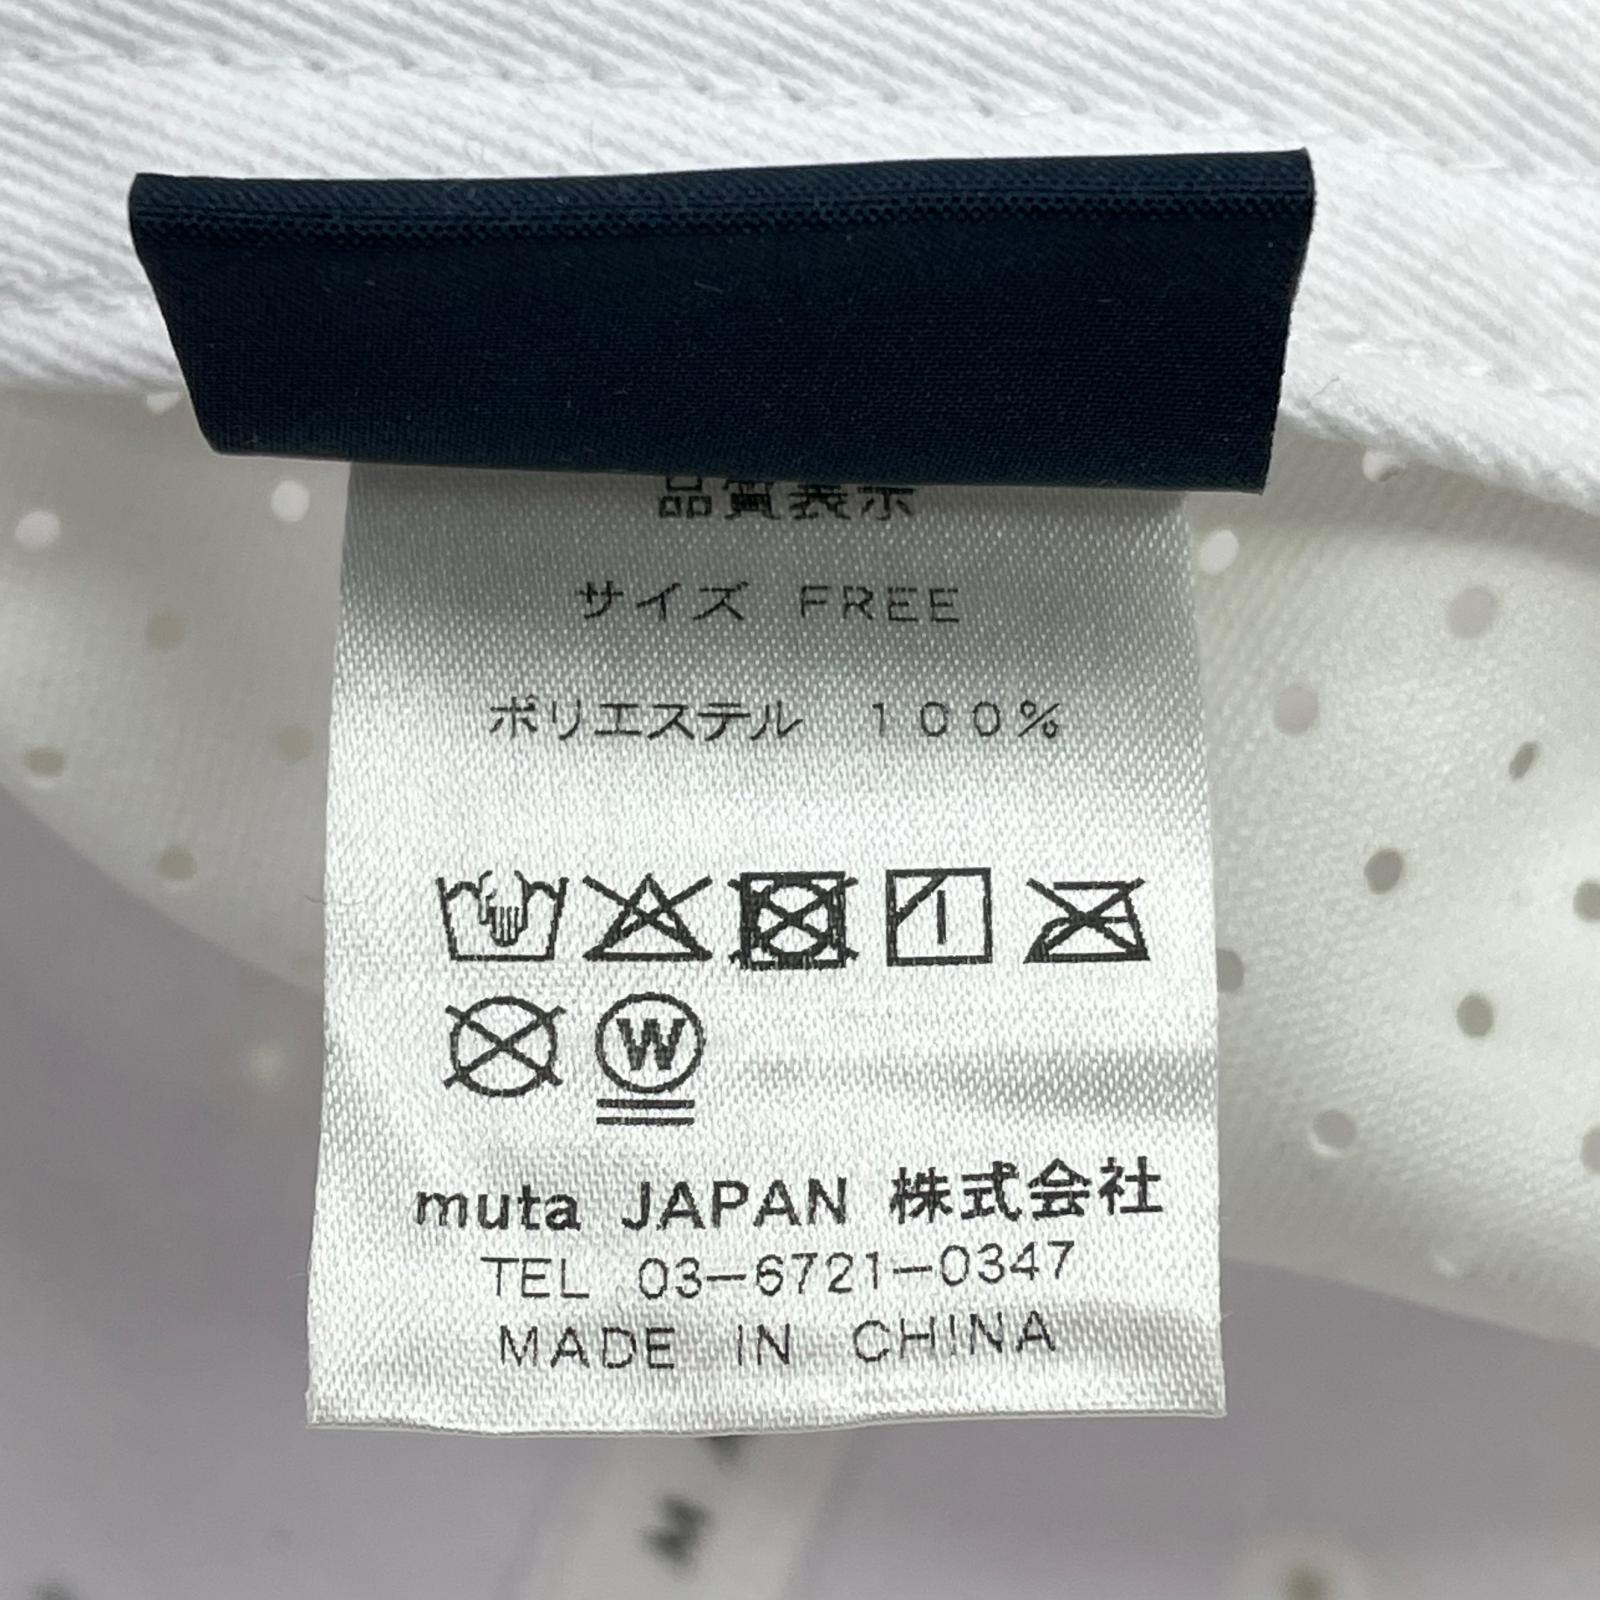 品質表示
サイズ FREE
ポリエステル 100%
W
muta JAPAN 株式会社
TEL 03-6721-0347
MADE IN CHINA